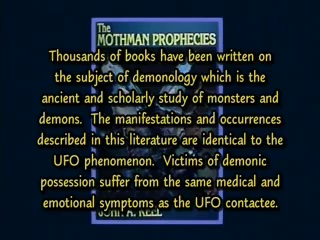 The
MOTHMAN PROPHECIES
Thousands of books have been written on
the subject of demonology which is the
ancient and scholarly study of monsters and
demons. The manifestations and occurrences
described in this literature are identical to the
UFO phenomenon. Victims of demonic
possession suffer from the same medical and
emotional symptoms as the UFO contactee.
JOHN A. KEEL